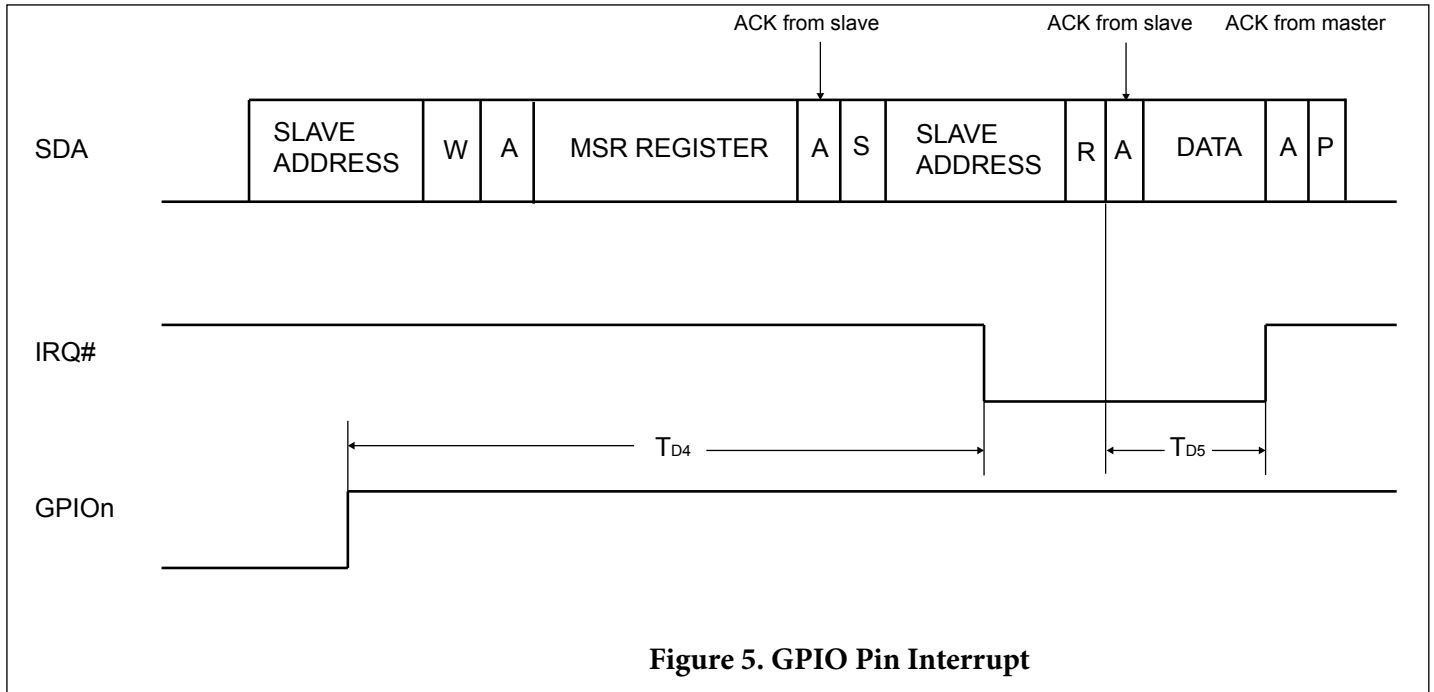 ACK from slave ACK from slave ACK from master
SDA SLAVE ADDRESS W A MSR REGISTER A S SLAVE ADDRESS R A DATA A P
IRQ#
TD4 TD5
GPIOn
Figure 5. GPIO Pin Interrupt